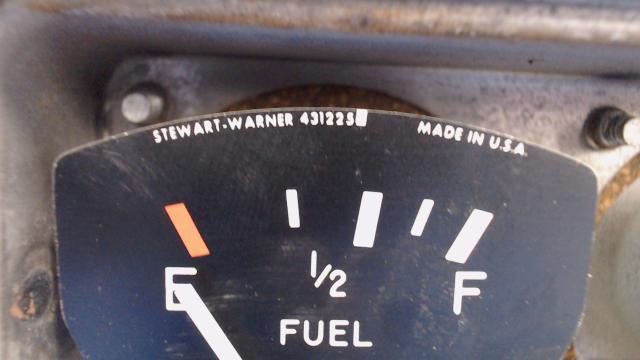 STEWART-WARNER 431225
MADE IN U.S.A.
E 1/2 F
FUEL